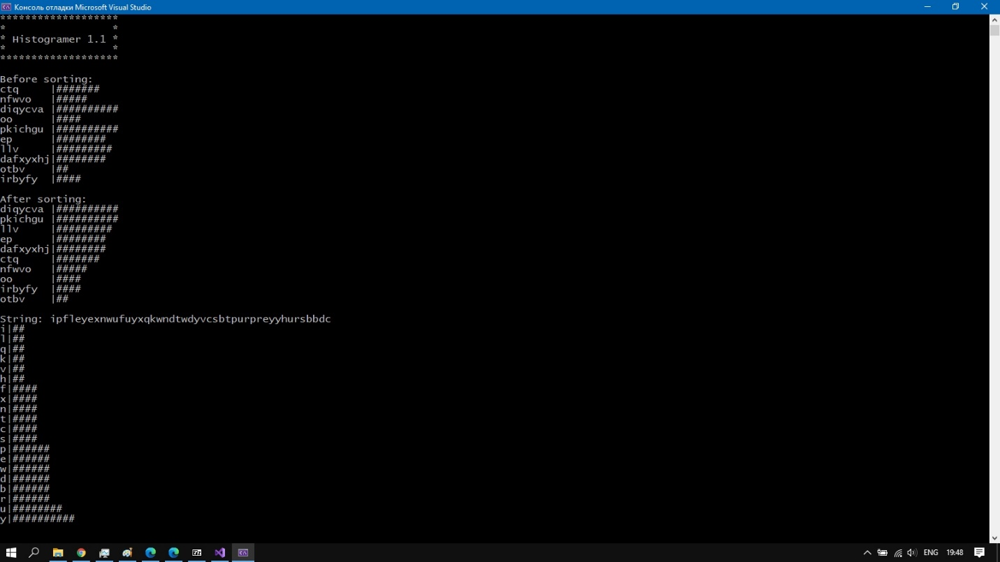 Консоль отладки Microsoft Visual Studio
*******************
*                 *
* Histogramer 1.1 *
*                 *
*******************
Before sorting:
ctq     |#######
nfwvo   |#####
diqycva |##########
oo      |####
pkichgu |##########
ep      |########
llv     |#########
dafxyxhj|########
otbv    |##
irbyfy  |####
After sorting:
diqycva |##########
pkichgu |##########
llv     |#########
ep      |########
dafxyxhj|########
ctq     |#######
nfwvo   |#####
oo      |####
irbyfy  |####
otbv    |##
String: ipfleyexnwufuyxqkwndtwdyvcsbtpurpreyyhursbbdc
i|##
l|##
q|##
k|##
v|##
h|##
f|####
x|####
n|####
t|####
c|####
s|####
p|######
e|######
w|######
d|######
b|######
r|######
u|########
y|##########
ENG 19:48